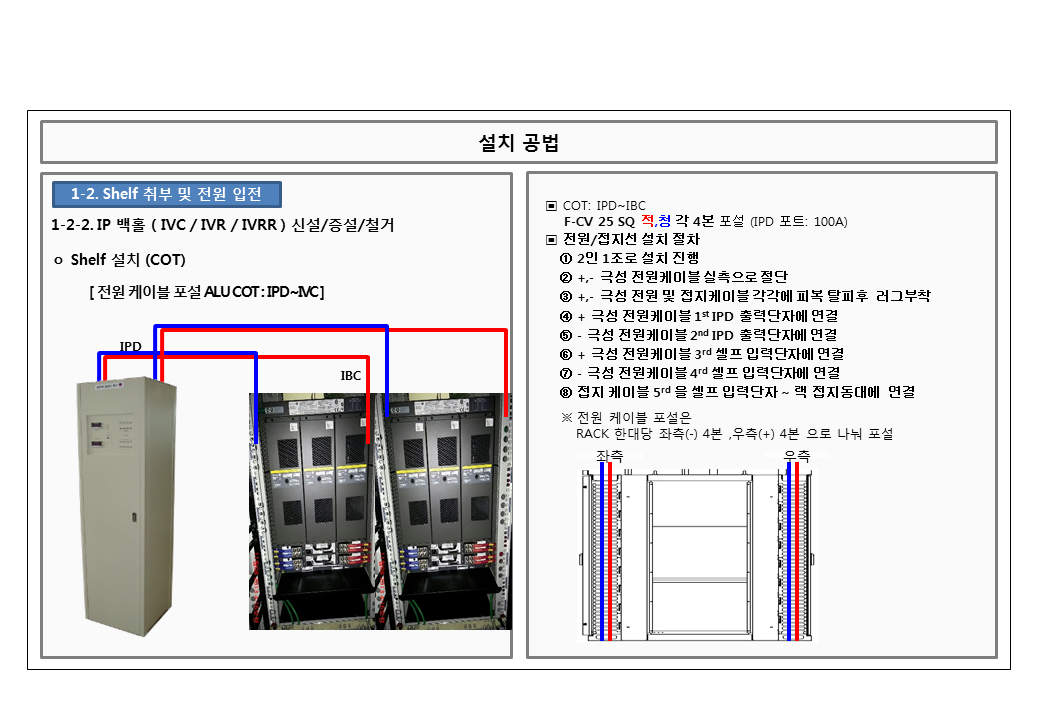 설치 공법
1-2. Shelf 취부 및 전원 입전
1-2-2. IP 백홀 ( IVC / IVR / IVRR ) 신설/증설/철거
ㅇ Shelf 설치 (COT)
[ 전원 케이블 포설 ALU COT : IPD~IVC ]
IPD
IBC
▣ COT: IPD~IBC
F-CV 25 SQ 적,청 각 4본 포설 (IPD 포트: 100A)
▣ 전원/접지선 설치 절차
① 2인 1조로 설치 진행
② +,- 극성 전원케이블 실측으로 절단
③ +,- 극성 전원 및 접지케이블 각각에 피복 탈피후 러그부착
④ + 극성 전원케이블 1st IPD 출력단자에 연결
⑤ - 극성 전원케이블 2nd IPD 출력단자에 연결
⑥ + 극성 전원케이블 3rd 셀프 입력단자에 연결
⑦ - 극성 전원케이블 4rd 셀프 입력단자에 연결
⑧ 접지 케이블 5rd 을 셀프 입력단자 ~ 랙 접지동대에 연결
※ 전원 케이블 포설은
RACK 한대당 좌측(-) 4본 ,우측(+) 4본 으로 나눠 포설
좌측 우측